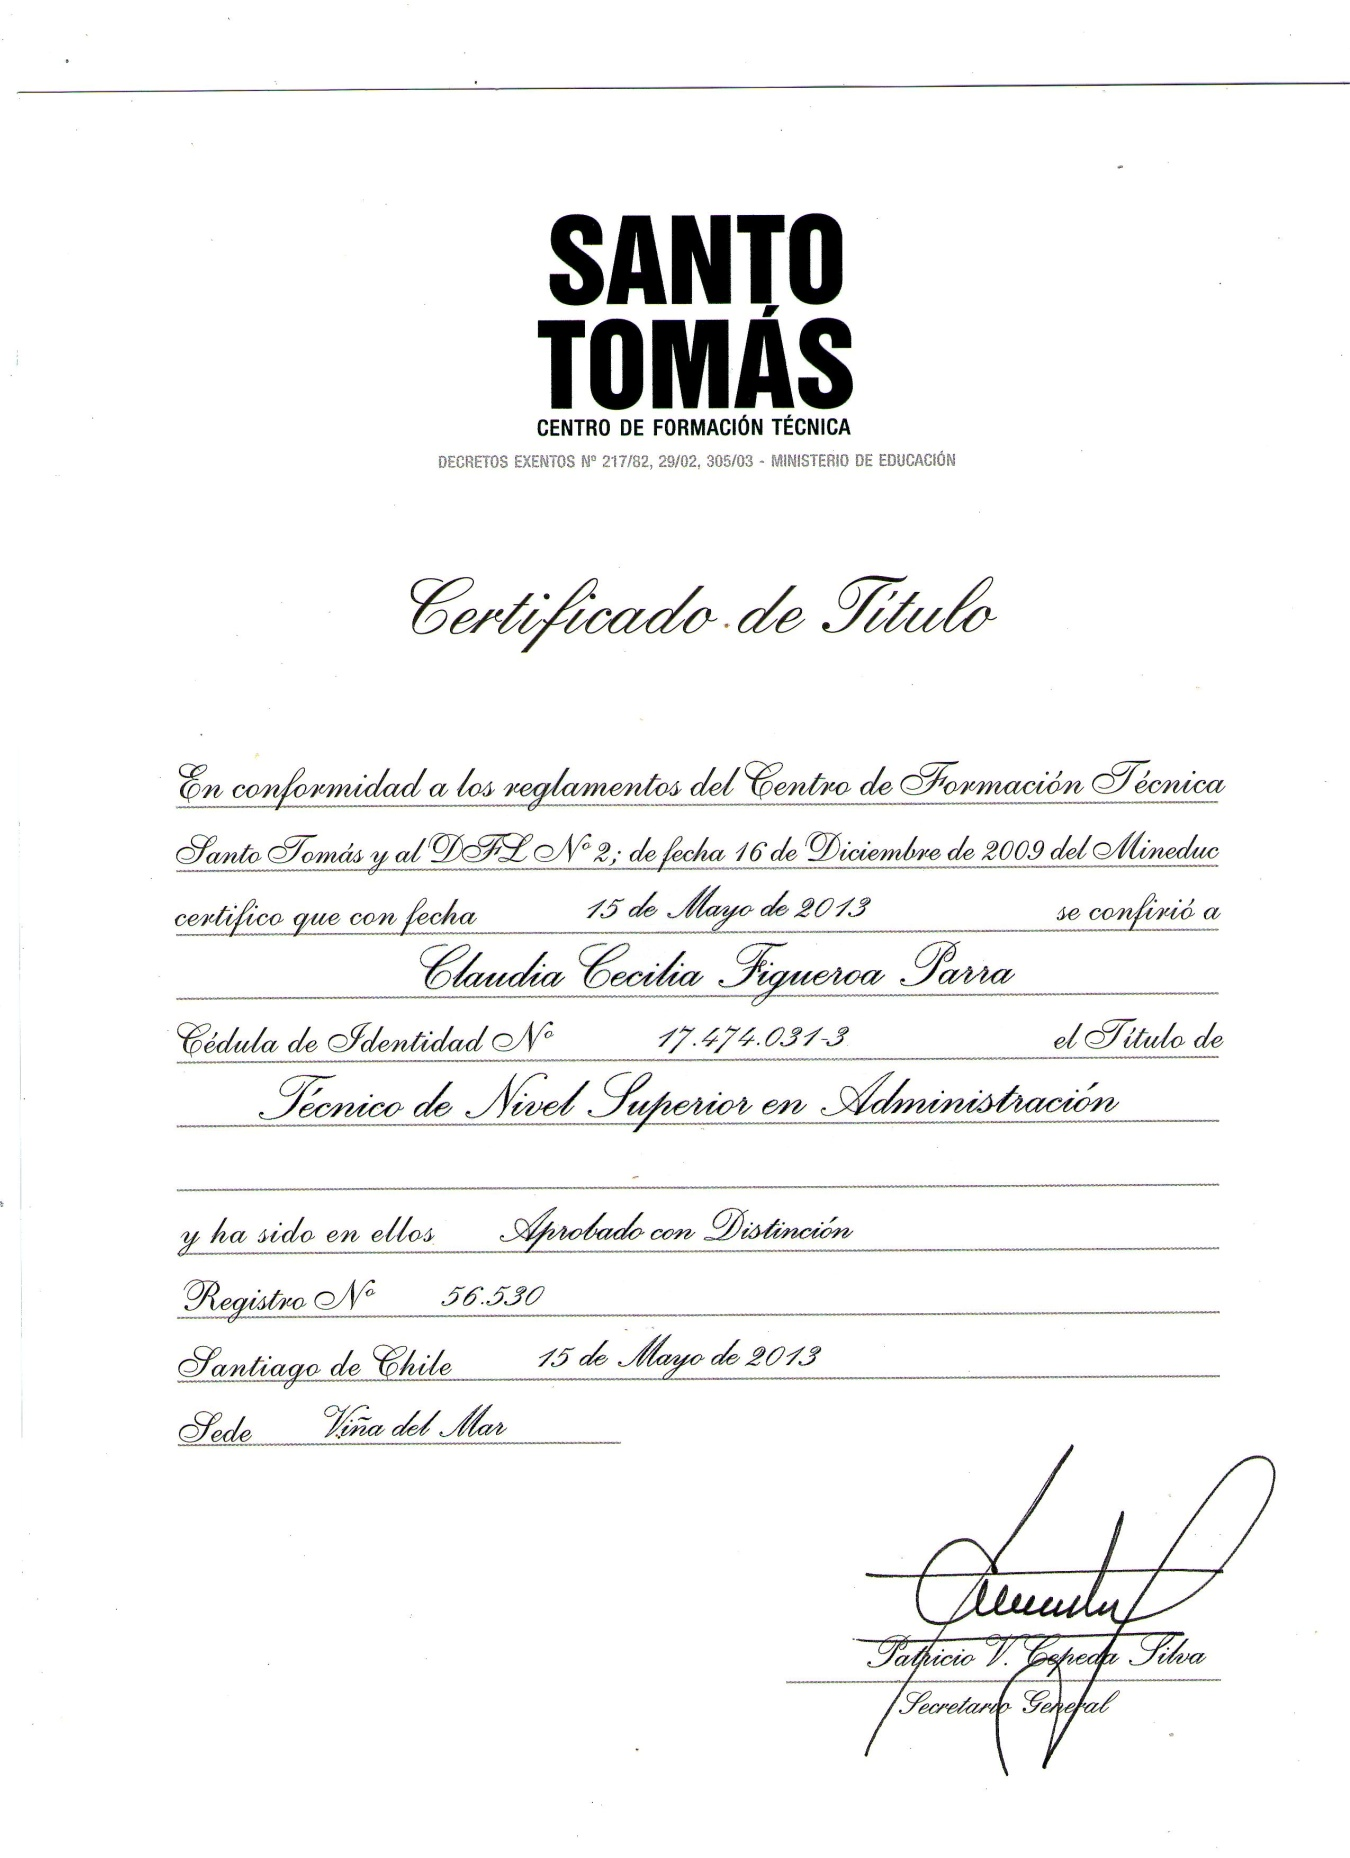 SANTO
TOMÁS
CENTRO DE FORMACIÓN TÉCNICA
DECRETOS EXENTOS Nº 217/82, 29/02, 305/03 - MINISTERIO DE EDUCACIÓN
Certificado de Título
En conformidad a los reglamentos del Centro de Formación Técnica
Santo Tomás y al DFL Nº 2; de fecha 16 de Diciembre de 2009 del Mineduc
certifico que con fecha 15 de Mayo de 2013 se confirió a
Claudia Cecilia Figueroa Parra
Cédula de Identidad Nº 17.474.031-3 el Título de
Técnico de Nivel Superior en Administración
y ha sido en ellos Aprobado con Distinción
Registro Nº 56.530
Santiago de Chile 15 de Mayo de 2013
Sede Viña del Mar
Patricio V. Cepeda Silva
Secretario General